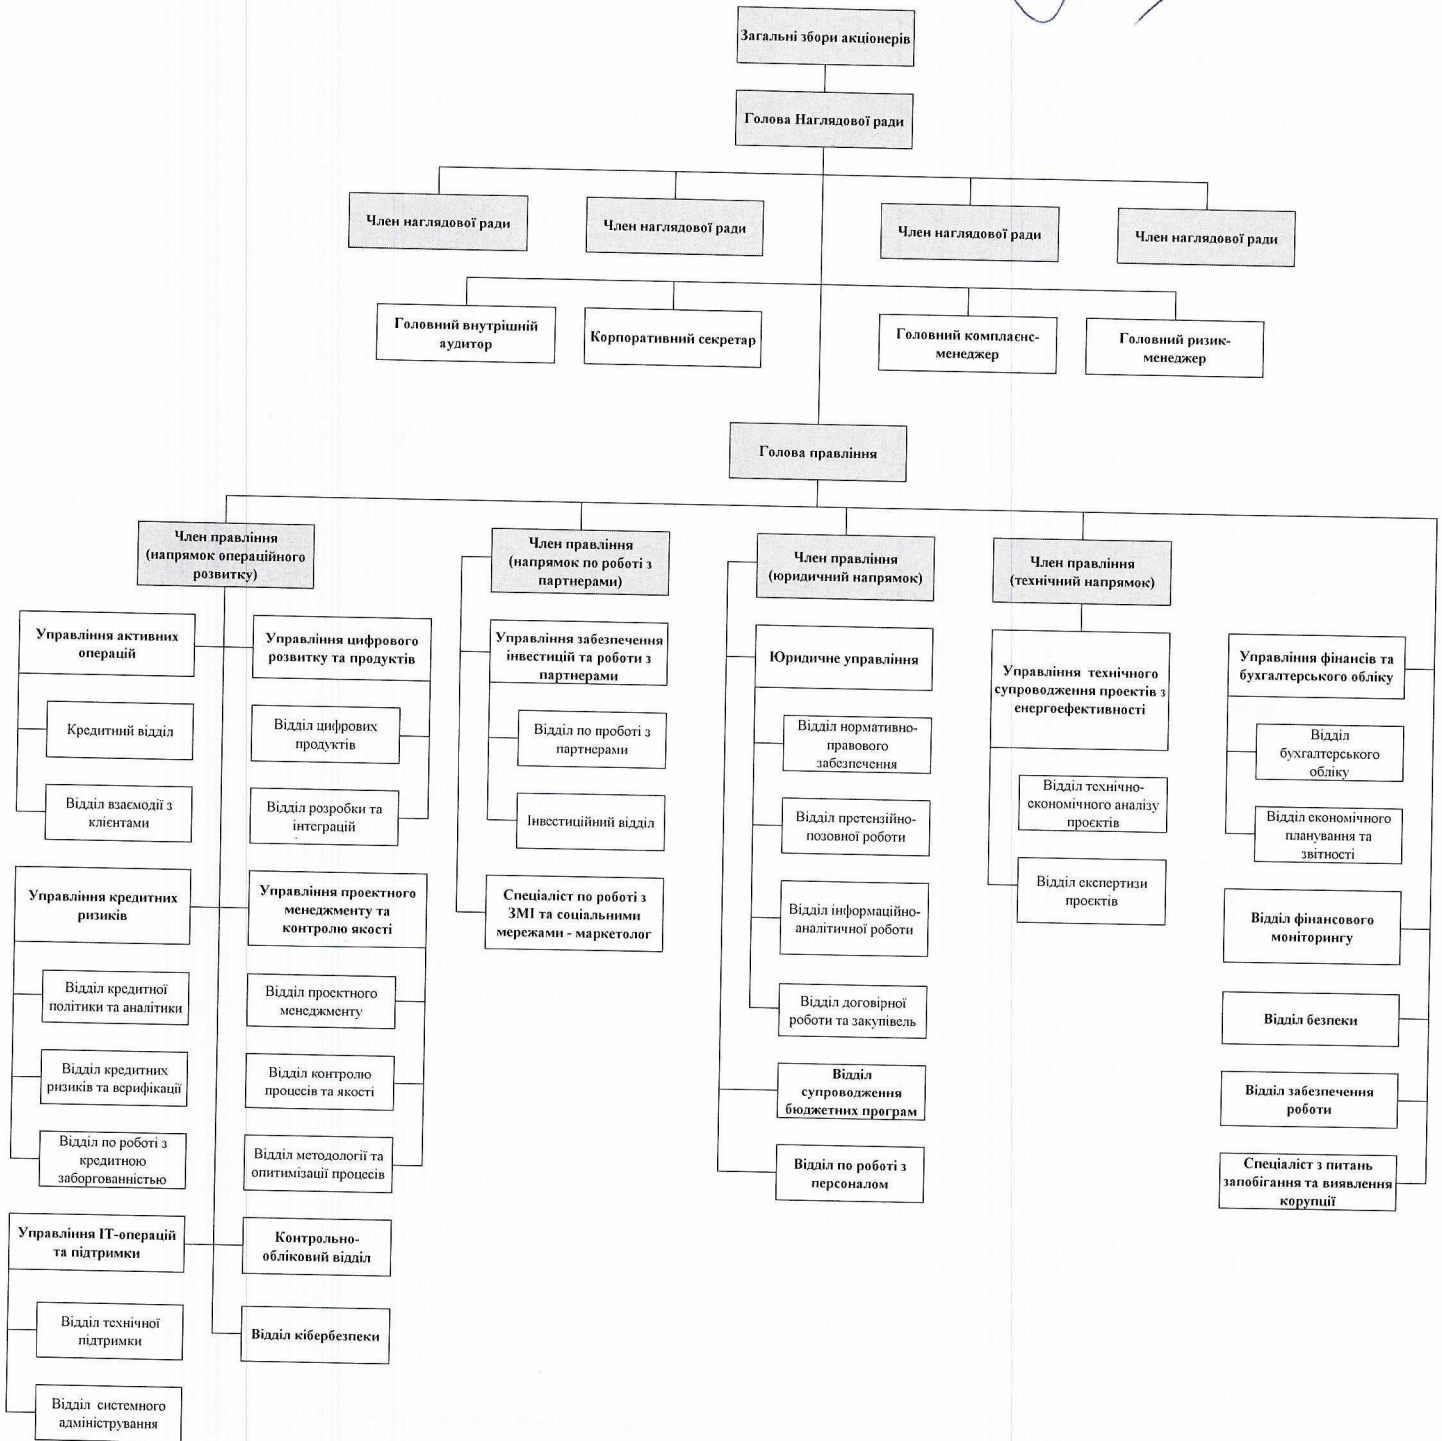 Загальні збори акціонерів
Голова Наглядової ради
Член наглядової ради
Член наглядової ради
Член наглядової ради
Член наглядової ради
Головний внутрішній
аудитор
Корпоративний секретар
Головний комплаєнс-
менеджер
Головний ризик-
менеджер
Голова правління
Член правління
(напрямок операційного
розвитку)
Управління активних
операцій
Кредитний відділ
Відділ взаємодії з
клієнтами
Управління кредитних
ризиків
Відділ кредитної
політики та аналітики
Відділ кредитних
ризиків та верифікації
Відділ по роботі з
кредитною
заборгованністью
Управління ІТ-операцій
та підтримки
Відділ технічної
підтримки
Відділ системного
адміністрування
Управління цифрового
розвитку та продуктів
Відділ цифрових
продуктів
Відділ розробки та
інтеграцій
Управління проектного
менеджменту та
контролю якості
Відділ проектного
менеджменту
Відділ контролю
процесів та якості
Відділ методології та
опитимізації процесів
Контрольно-
обліковий відділ
Відділ кібербезпеки
Член правління
(напрямок по роботі з
партнерами)
Управління забезпечення
інвестицій та роботи з
партнерами
Відділ по проботі з
партнерами
Інвестиційний відділ
Спеціаліст по роботі з
ЗМІ та соціальними
мережами - маркетолог
Член правління
(юридичний напрямок)
Юридичне управління
Відділ нормативно-
правового
забезпечення
Відділ претензійно-
позовної роботи
Відділ інформаційно-
аналітичної роботи
Відділ договірної
роботи та закупівель
Відділ
супроводження
бюджетних програм
Відділ по роботі з
персоналом
Член правління
(технічний напрямок)
Управління технічного
супроводження проектів з
енергоефективності
Відділ технічно-
економічного аналізу
проєктів
Відділ експертизи
проєктів
Управління фінансів та
бухгалтерського обліку
Відділ
бухгалтерського
обліку
Відділ економічного
планування та
звітності
Відділ фінансового
моніторингу
Відділ безпеки
Відділ забезпечення
роботи
Спеціаліст з питань
запобігання та виявлення
корупції